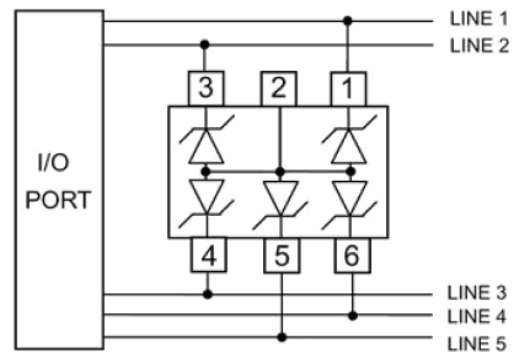 LINE 1
LINE 2
3 2 1
I/O
PORT
4 5 6
LINE 3
LINE 4
LINE 5